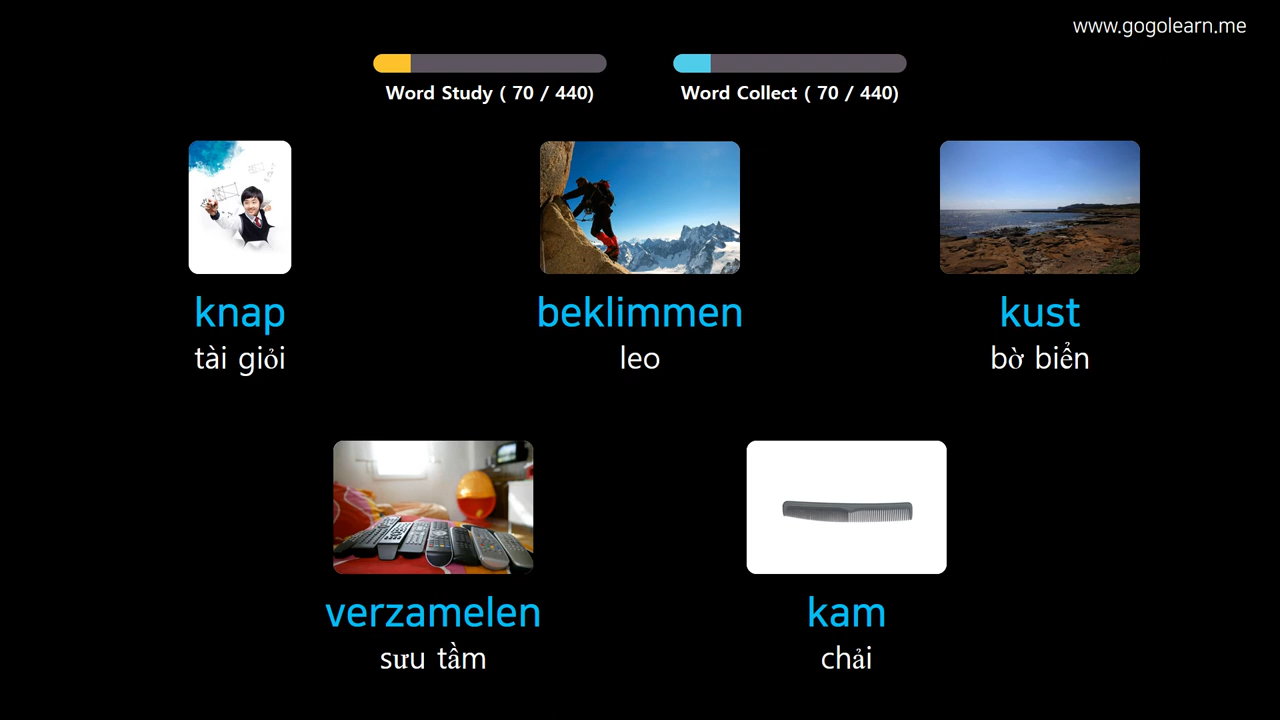 www.gogolearn.me
Word Study ( 70 / 440)
Word Collect ( 70 / 440)
knap
tài giỏi
beklimmen
leo
kust
bờ biển
verzamelen
sưu tầm
kam
chải